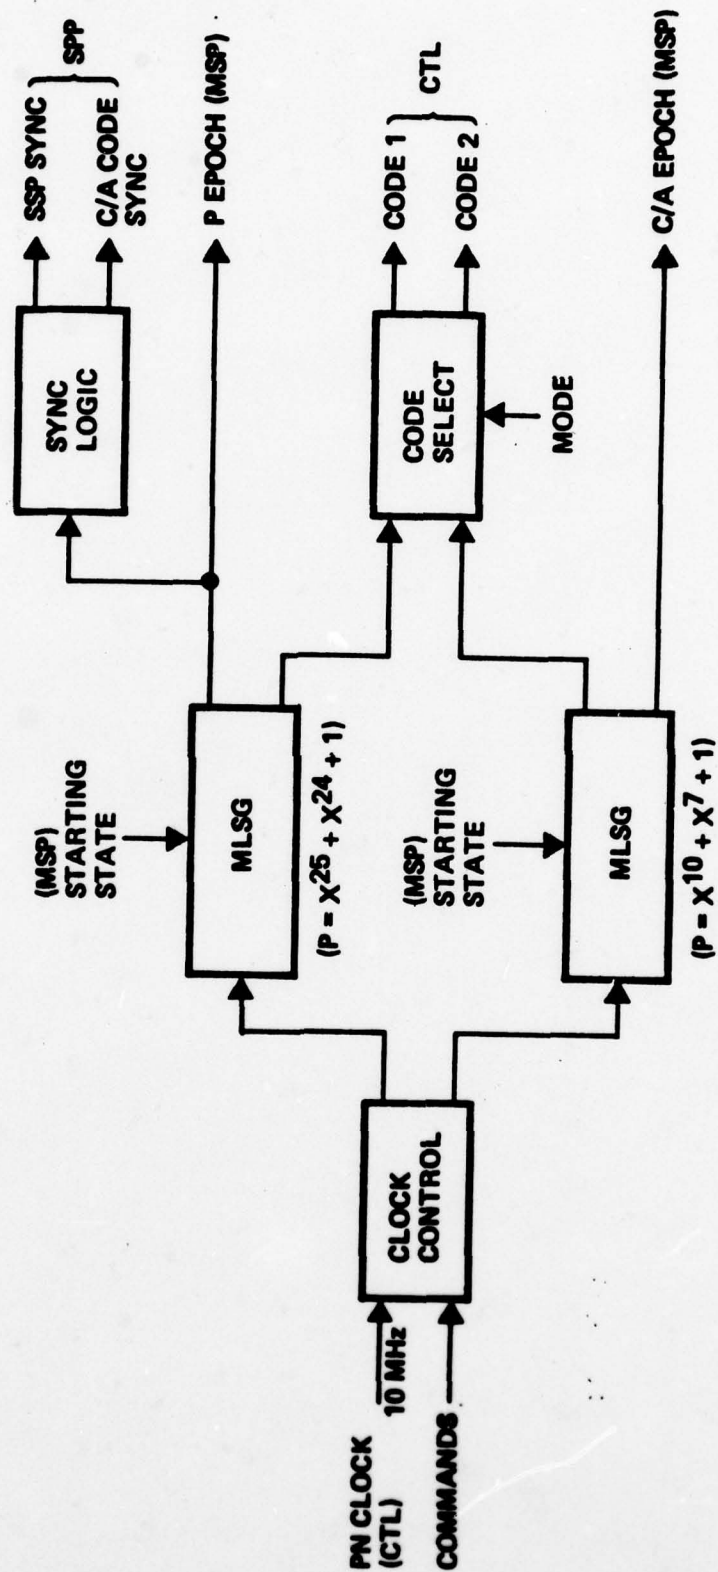 PN CLOCK
(CTL)
10 MHz
COMMANDS
CLOCK
CONTROL
(MSP)
STARTING
STATE
MLSG
(P = X²⁵ + X²⁴ + 1)
(MSP)
STARTING
STATE
MLSG
(P = X¹⁰ + X⁷ + 1)
SYNC
LOGIC
CODE
SELECT
MODE
SSP SYNC
C/A CODE
SYNC
SPP
P EPOCH (MSP)
CODE 1
CODE 2
CTL
C/A EPOCH (MSP)